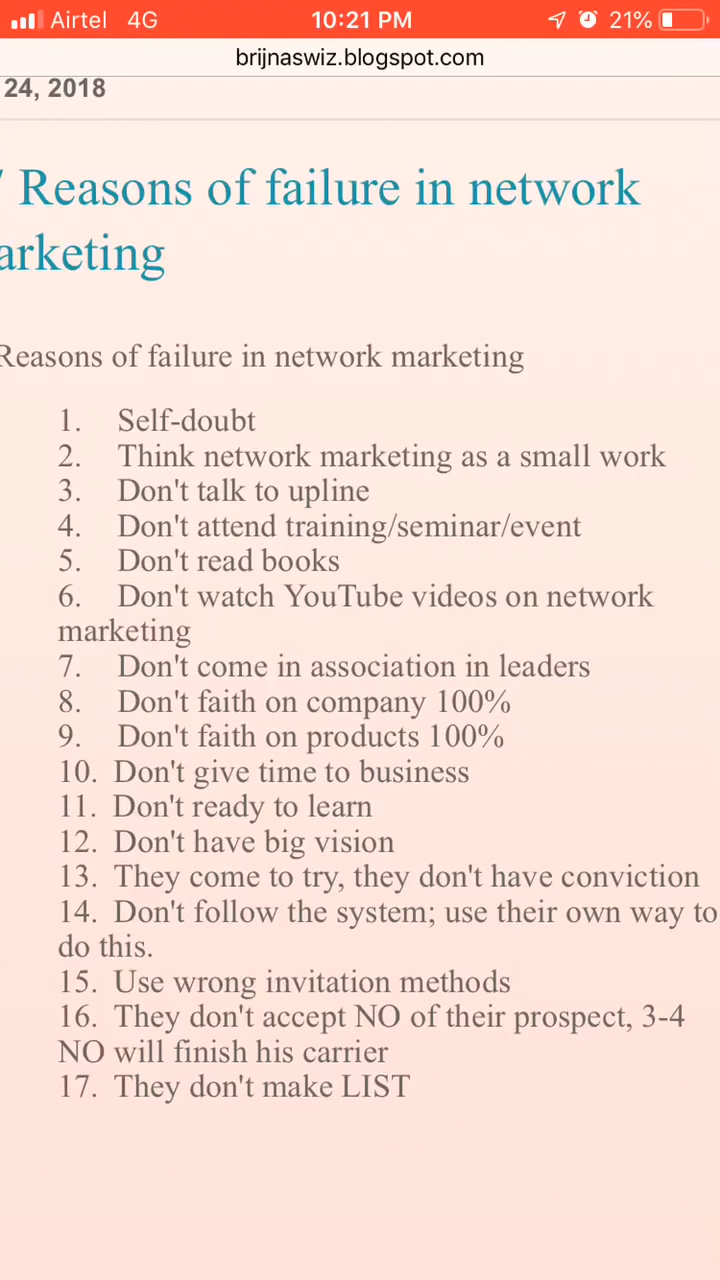 Airtel 4G 10:21 PM 21%
brijnaswiz.blogspot.com
24, 2018
Reasons of failure in network
arketing
Reasons of failure in network marketing
1. Self-doubt
2. Think network marketing as a small work
3. Don't talk to upline
4. Don't attend training/seminar/event
5. Don't read books
6. Don't watch YouTube videos on network
marketing
7. Don't come in association in leaders
8. Don't faith on company 100%
9. Don't faith on products 100%
10. Don't give time to business
11. Don't ready to learn
12. Don't have big vision
13. They come to try, they don't have conviction
14. Don't follow the system; use their own way to
do this.
15. Use wrong invitation methods
16. They don't accept NO of their prospect, 3-4
NO will finish his carrier
17. They don't make LIST